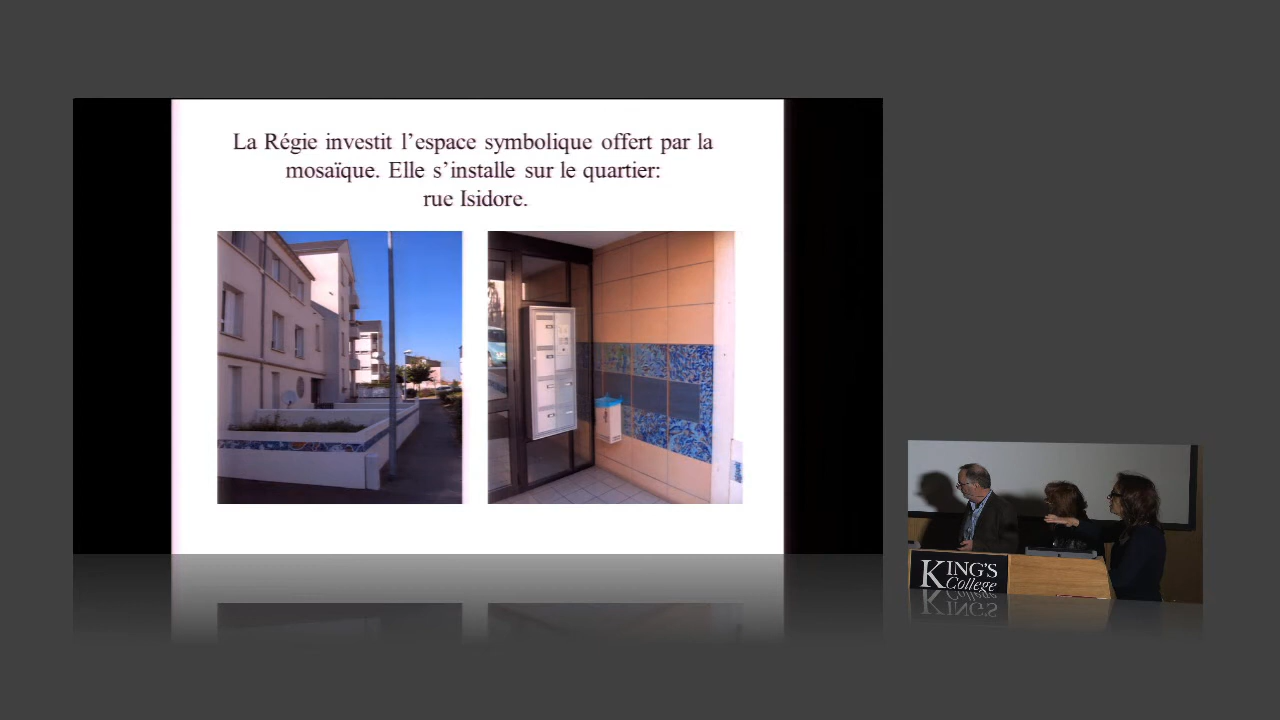 La Régie investit l’espace symbolique offert par la
mosaïque. Elle s’installe sur le quartier:
rue Isidore.
KING'S
College